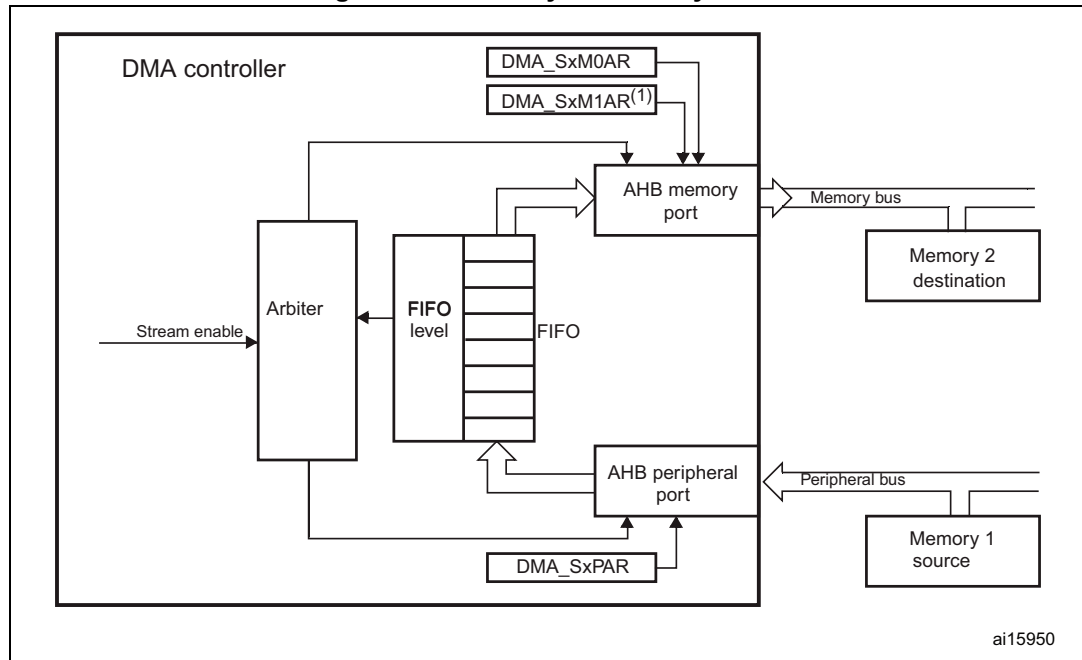 DMA controller
DMA_SxM0AR
DMA_SxM1AR(1)
AHB memory
port
Memory bus
Memory 2
destination
Arbiter
FIFO
level
FIFO
Stream enable
AHB peripheral
port
Peripheral bus
Memory 1
source
DMA_SxPAR
ai15950